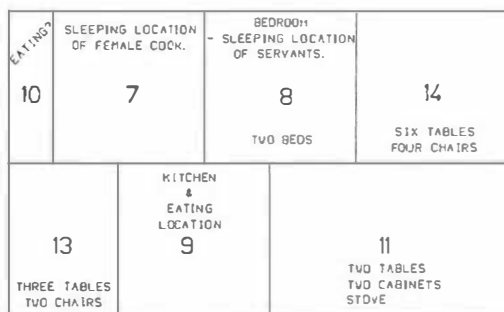 EATING?
10
SLEEPING LOCATION
OF FEMALE COOK.
7
BEDROOM
- SLEEPING LOCATION
OF SERVANTS.
8
TWO BEDS
14
SIX TABLES
FOUR CHAIRS
13
THREE TABLES
TWO CHAIRS
KITCHEN
&
EATING
LOCATION
9
11
TWO TABLES
TWO CABINETS
STOVE